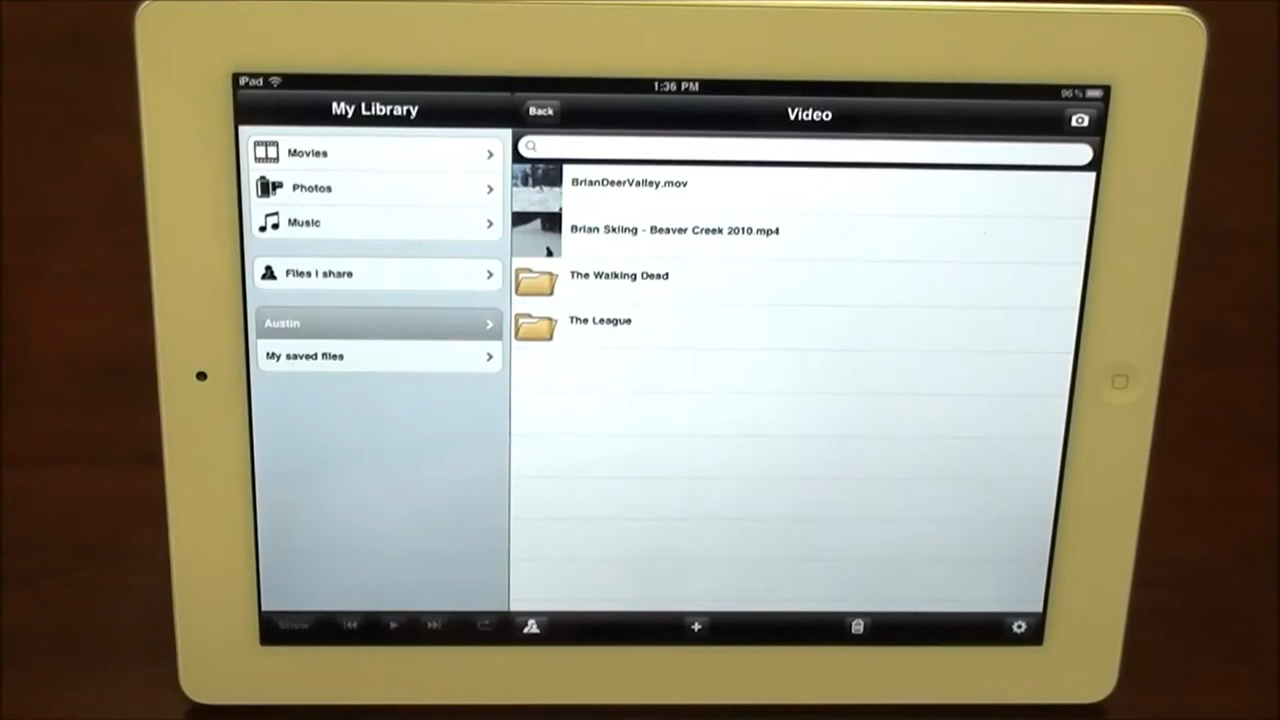 iPad
1:36 PM
96%
My Library
Back
Video
Movies
Photos
Music
Files I share
Austin
My saved files
BrianDeerValley.mov
Brian Skiing - Beaver Creek 2010.mp4
The Walking Dead
The League
Show